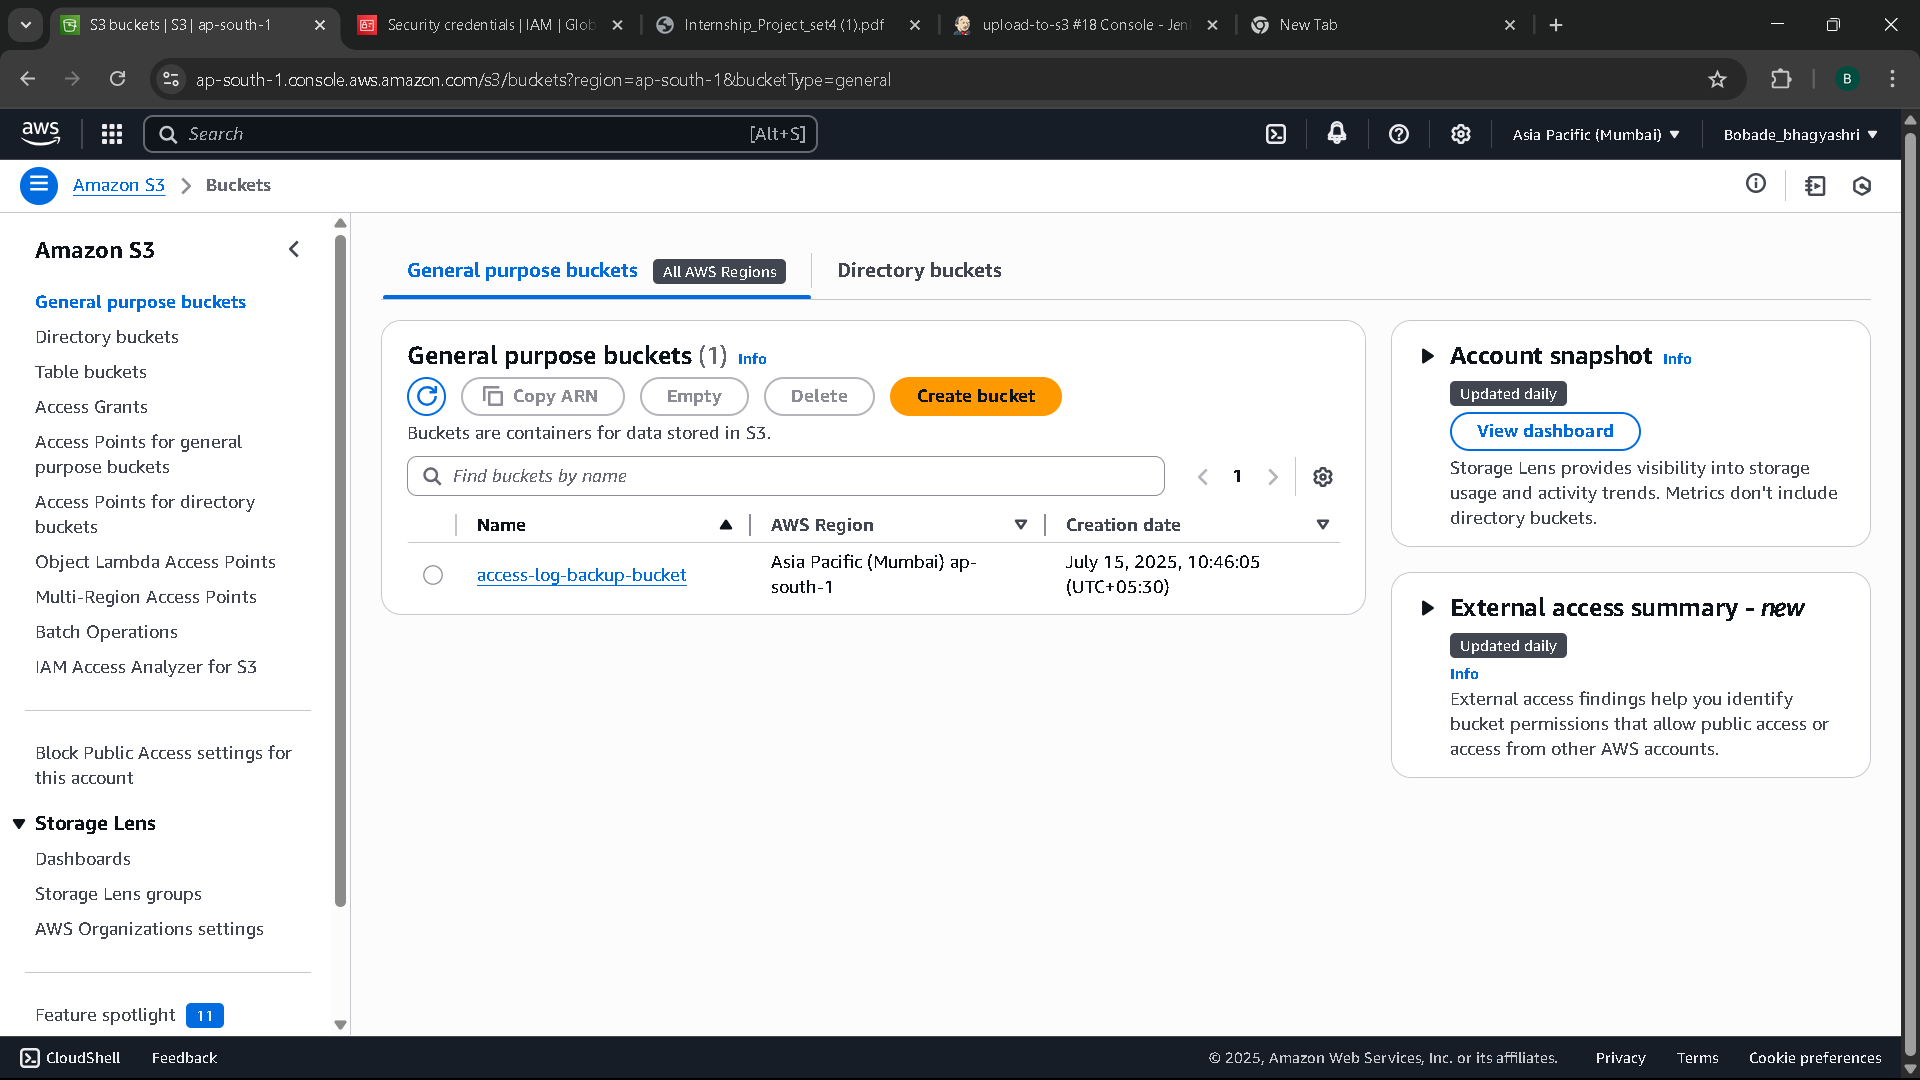 S3 buckets | S3 | ap-south-1
Security credentials | IAM | Glob
Internship_Project_set4 (1).pdf
upload-to-s3 #18 Console - Jen
New Tab
ap-south-1.console.aws.amazon.com/s3/buckets?region=ap-south-1&bucketType=general
B
aws
Search
[Alt+S]
Asia Pacific (Mumbai)
Bobade_bhagyashri
Amazon S3
Buckets
Amazon S3
General purpose buckets
Directory buckets
Table buckets
Access Grants
Access Points for general
purpose buckets
Access Points for directory
buckets
Object Lambda Access Points
Multi-Region Access Points
Batch Operations
IAM Access Analyzer for S3
Block Public Access settings for
this account
Storage Lens
Dashboards
Storage Lens groups
AWS Organizations settings
Feature spotlight 11
General purpose buckets All AWS Regions
Directory buckets
General purpose buckets (1) Info
Copy ARN
Empty
Delete
Create bucket
Buckets are containers for data stored in S3.
Find buckets by name
1
Name
AWS Region
Creation date
access-log-backup-bucket
Asia Pacific (Mumbai) ap-
south-1
July 15, 2025, 10:46:05
(UTC+05:30)
Account snapshot Info
Updated daily
View dashboard
Storage Lens provides visibility into storage
usage and activity trends. Metrics don't include
directory buckets.
External access summary - new
Updated daily
Info
External access findings help you identify
bucket permissions that allow public access or
access from other AWS accounts.
CloudShell
Feedback
© 2025, Amazon Web Services, Inc. or its affiliates.
Privacy
Terms
Cookie preferences